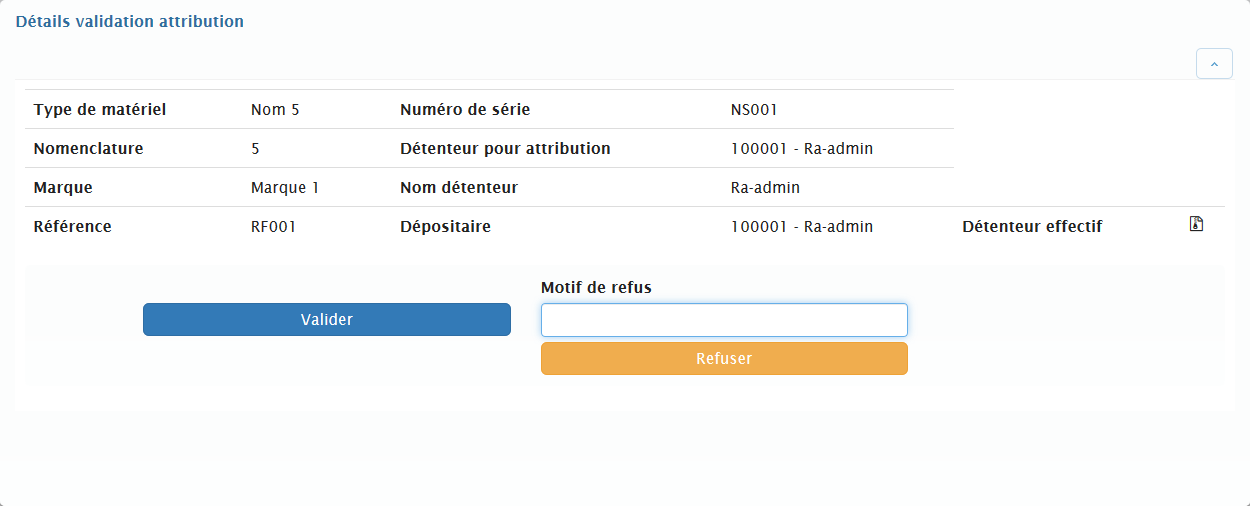 Détails validation attribution
Type de matériel Nom 5 Numéro de série NS001
Nomenclature 5 Détenteur pour attribution 100001 - Ra-admin
Marque Marque 1 Nom détenteur Ra-admin
Référence RF001 Dépositaire 100001 - Ra-admin Détenteur effectif
Motif de refus
Valider
Refuser